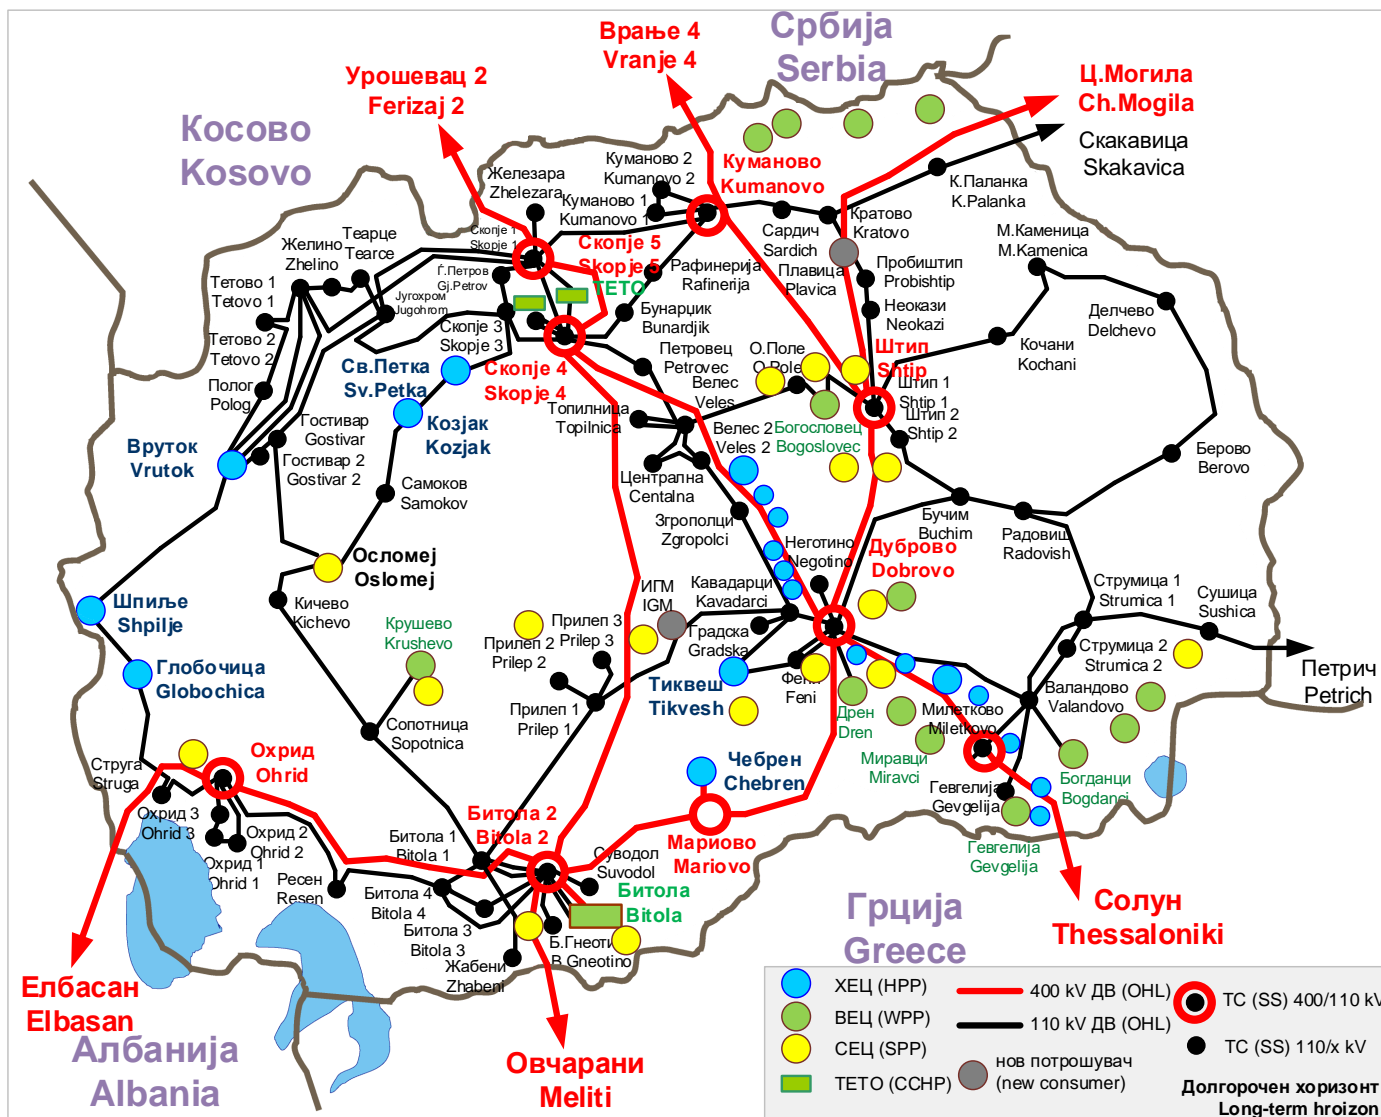 Србија
Serbia
Врање 4
Vranje 4
Урошевац 2
Ferizaj 2
Ц.Могила
Ch.Mogila
Скакавица
Skakavica
Косово
Kosovo
Куманово 2
Kumanovo 2
Куманово
Kumanovo
Железара
Zhelezara
Куманово 1
Kumanovo 1
К.Паланка
K.Palanka
Кратово
Kratovo
Сардич
Sardich
М.Каменица
M.Kamenica
Скопје 1
Skopje 1
Скопје 5
Skopje 5
Теарце
Tearce
Желино
Zhelino
Рафинерија
Rafinerija
Плавица
Plavica
Пробиштип
Probishtip
Ѓ.Петров
Gj.Petrov
ТЕТО
Тетово 1
Tetovo 1
Југохром
Jugohrom
Неокази
Neokazi
Делчево
Delchevo
Бунарџик
Bunardjik
Скопје 3
Skopje 3
Тетово 2
Tetovo 2
Кочани
Kochani
Петровец
Petrovec
О.Поле
O.Pole
Штип
Shtip
Св.Петка
Sv.Petka
Скопје 4
Skopje 4
Полог
Polog
Велес
Veles
Штип 1
Shtip 1
Топилница
Topilnica
Штип 2
Shtip 2
Козјак
Kozjak
Гостивар
Gostivar
Богословец
Bogoslovec
Велес 2
Veles 2
Вруток
Vrutok
Гостивар 2
Gostivar 2
Берово
Berovo
Централна
Centalna
Самоков
Samokov
Згрополци
Zgropolci
Бучим
Buchim
Радовиш
Radovish
Неготино
Negotino
Дуброво
Dobrovo
Осломеј
Oslomej
Кавадарци
Kavadarci
Струмица 1
Strumica 1
Сушица
Sushica
ИГМ
IGM
Шпиље
Shpilje
Кичево
Kichevo
Крушево
Krushevo
Прилеп 3
Prilep 3
Прилеп 2
Prilep 2
Градска
Gradska
Струмица 2
Strumica 2
Петрич
Petrich
Глобочица
Globochica
Тиквеш
Tikvesh
Фени
Feni
Валандово
Valandovo
Прилеп 1
Prilep 1
Дрен
Dren
Милетково
Miletkovo
Сопотница
Sopotnica
Миравци
Miravci
Охрид
Ohrid
Струга
Struga
Чебрен
Chebren
Богданци
Bogdanci
Гевгелија
Gevgelija
Охрид 3
Ohrid 3
Охрид 2
Ohrid 2
Битола 1
Bitola 1
Битола 2
Bitola 2
Мариово
Mariovo
Гевгелија
Gevgelija
Охрид 1
Ohrid 1
Суводол
Suvodol
Ресен
Resen
Битола 4
Bitola 4
Битола
Bitola
Битола 3
Bitola 3
Б.Гнеоти
B.Gneotino
Жабени
Zhabeni
Грција
Greece
Солун
Thessaloniki
Елбасан
Elbasan
Албанија
Albania
Овчарани
Meliti
ХЕЦ (HPP)
ВЕЦ (WPP)
СЕЦ (SPP)
ТЕТО (CCHP)
400 kV ДВ (OHL)
110 kV ДВ (OHL)
нов потрошувач
(new consumer)
ТС (SS) 400/110 kV
ТС (SS) 110/x kV
Долгорочен хоризонт
Long-term hroizon